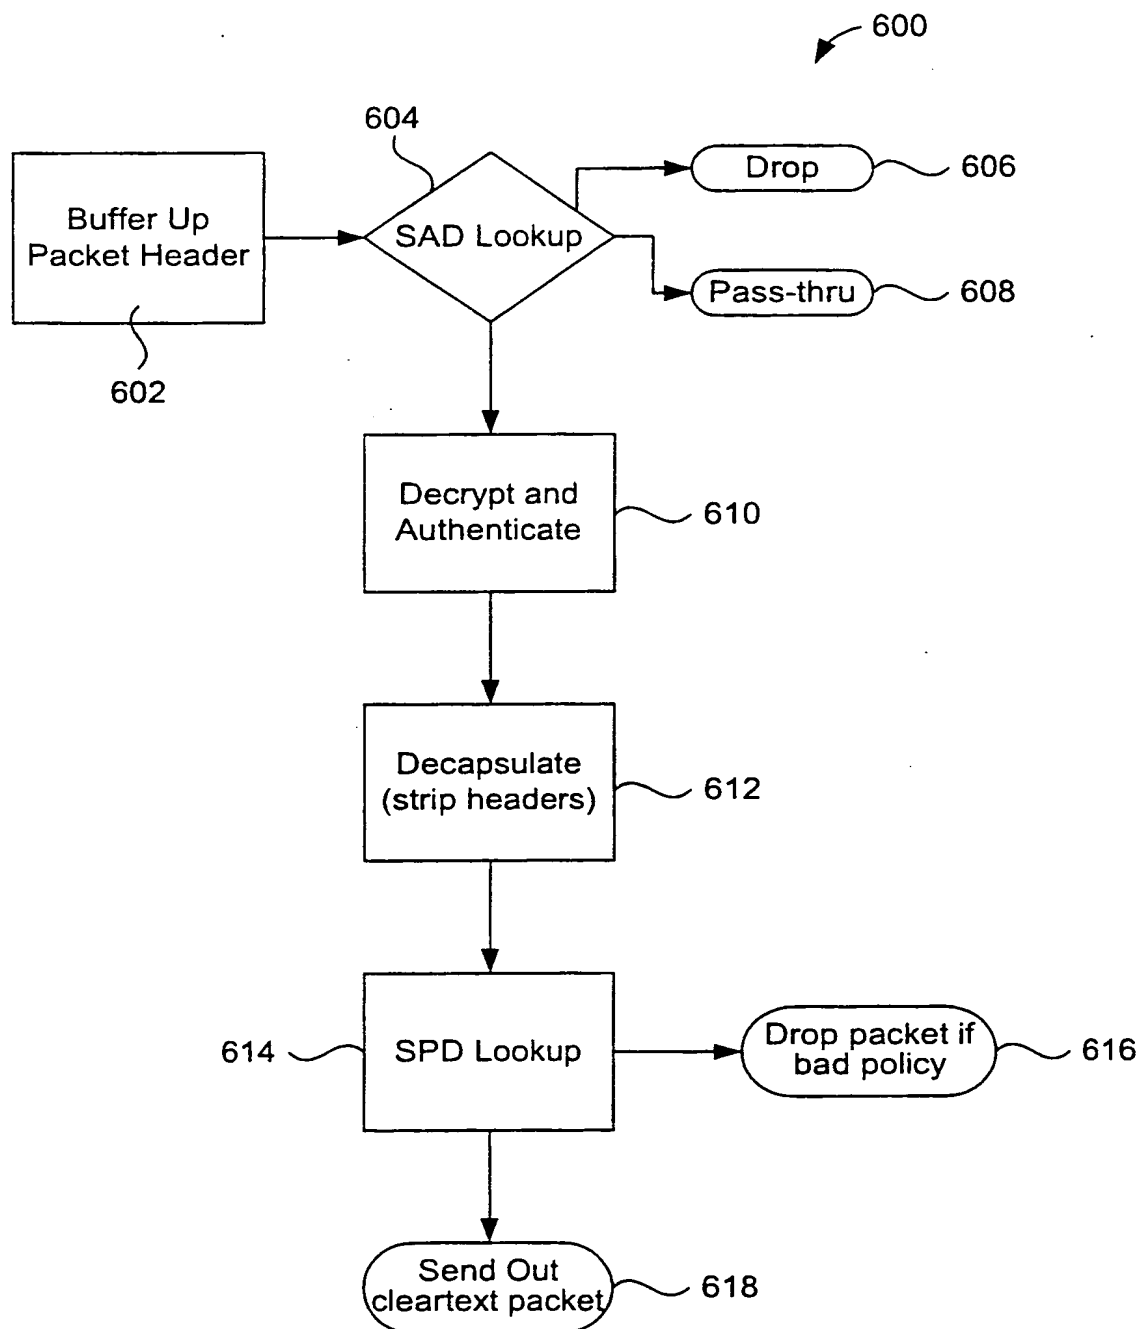 600
604
Drop
606
Buffer Up
Packet Header
SAD Lookup
Pass-thru
608
602
Decrypt and
Authenticate
610
Decapsulate
(strip headers)
612
614
SPD Lookup
Drop packet if
bad policy
616
Send Out
cleartext packet
618